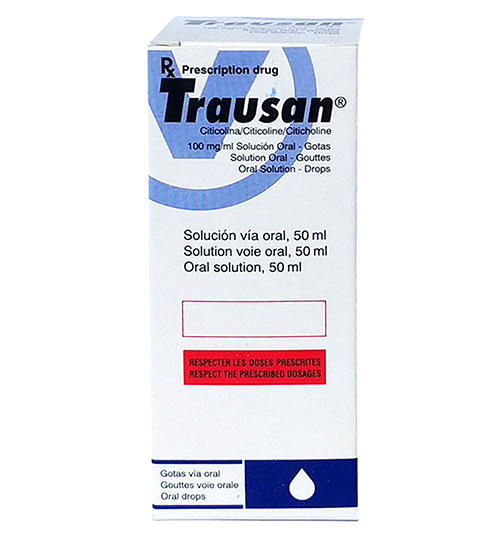 Rx Prescription drug
Trausan®
Citicolina/Citicoline/Citicholine
100 mg/ml Solución Oral - Gotas
Solution Oral - Gouttes
Oral Solution - Drops
Solución vía oral, 50 ml
Solution voie oral, 50 ml
Oral solution, 50 ml
RESPECTER LES DOSES PRESCRITES
RESPECT THE PRESCRIBED DOSAGES
Gotas vía oral
Gouttes voie orale
Oral drops